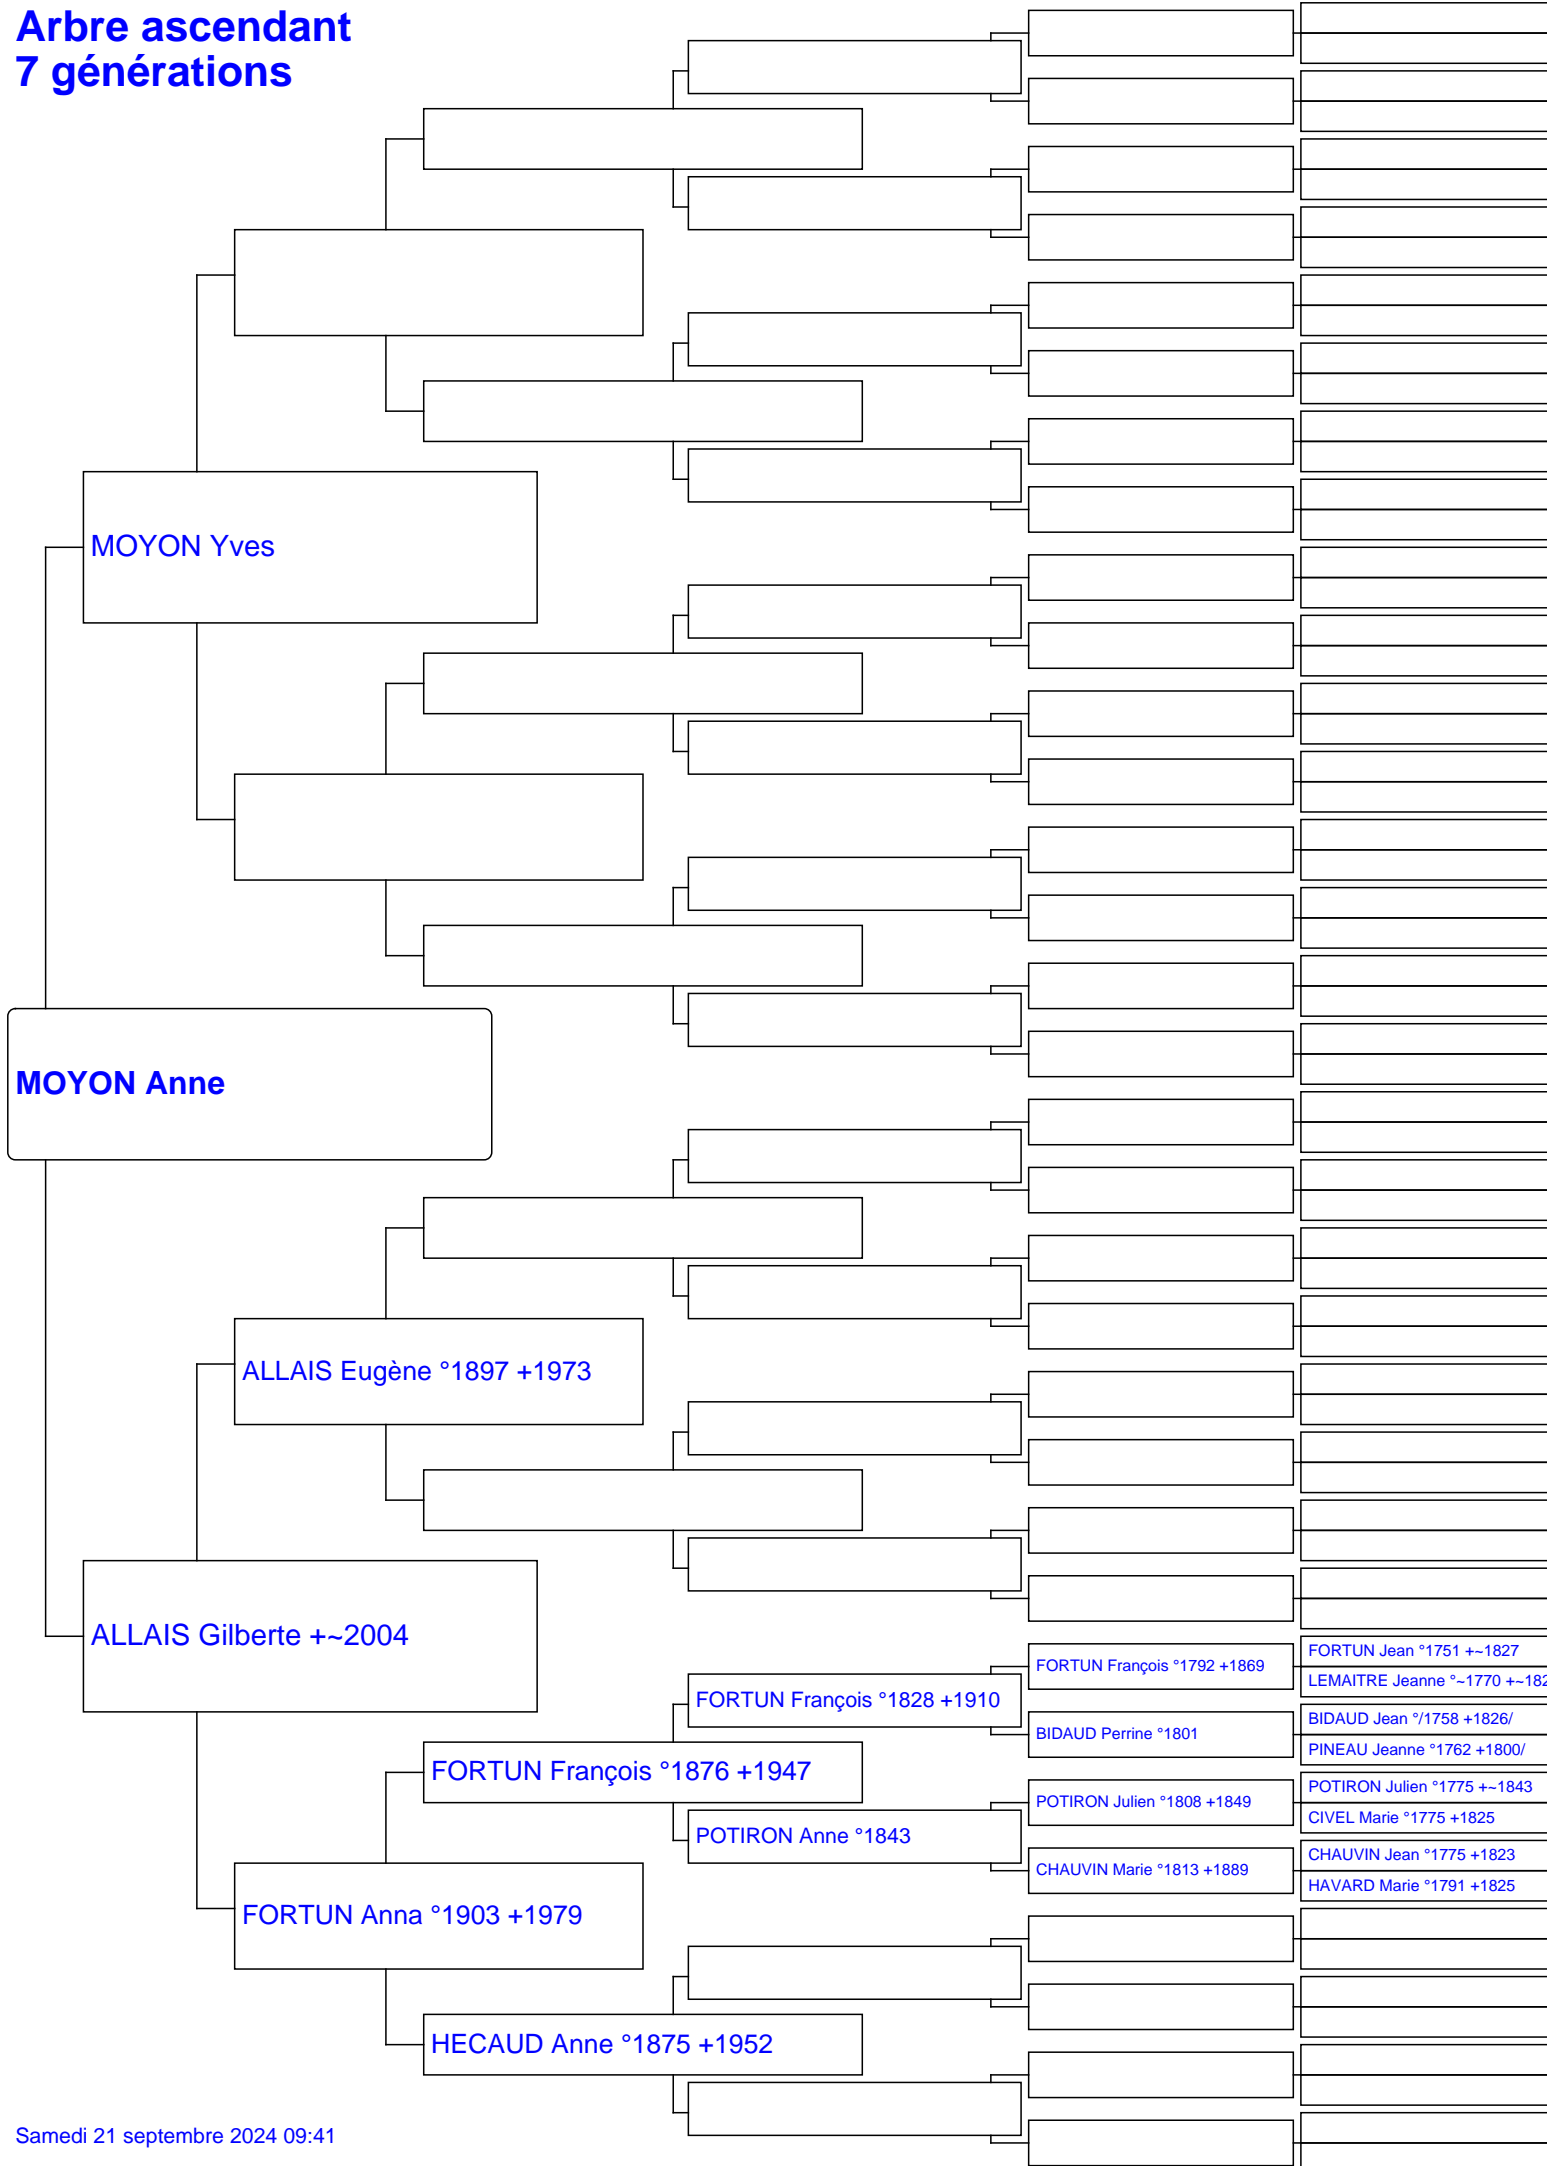 Arbre ascendant
7 générations
MOYON Yves
MOYON Anne
ALLAIS Eugène °1897 +1973
ALLAIS Gilberte +~2004
FORTUN François °1792 +1869
FORTUN Jean °1751 +~1827
LEMAITRE Jeanne °~1770 +~182
FORTUN François °1828 +1910
BIDAUD Perrine °1801
BIDAUD Jean °/1758 +1826/
PINEAU Jeanne °1762 +1800/
FORTUN François °1876 +1947
POTIRON Julien °1808 +1849
POTIRON Julien °1775 +~1843
CIVEL Marie °1775 +1825
POTIRON Anne °1843
CHAUVIN Marie °1813 +1889
CHAUVIN Jean °1775 +1823
HAVARD Marie °1791 +1825
FORTUN Anna °1903 +1979
HECAUD Anne °1875 +1952
Samedi 21 septembre 2024 09:41